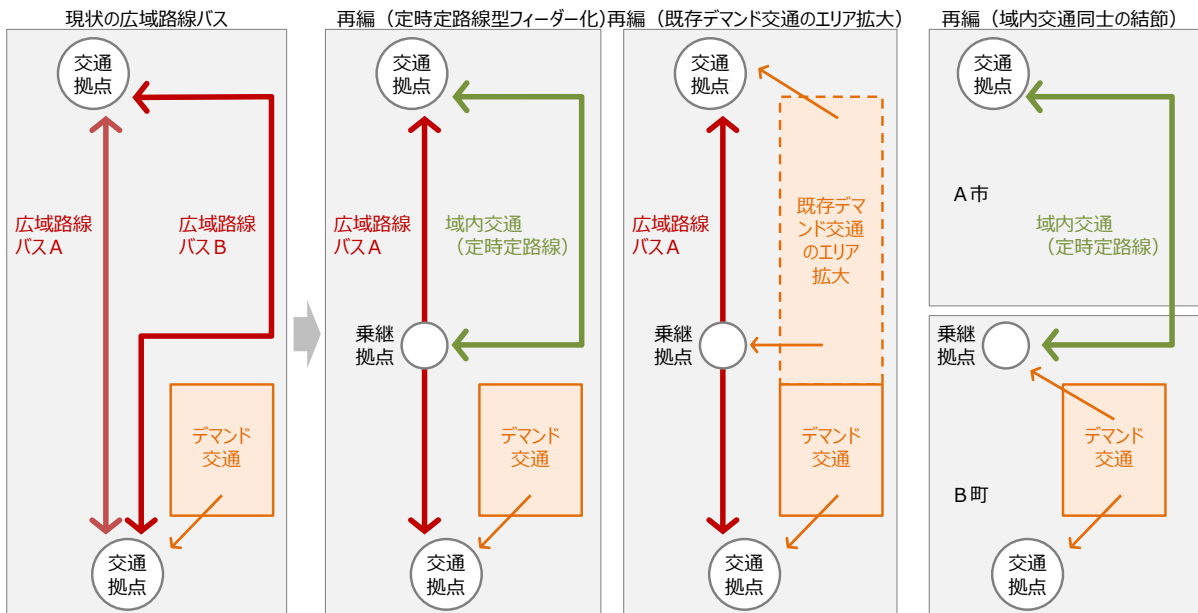 現状の広域路線バス
交通
拠点
広域路線
バスA
広域路線
バスB
デマンド
交通
交通
拠点
再編（定時定路線型フィーダー化）
交通
拠点
広域路線
バスA
域内交通
（定時定路線）
乗継
拠点
デマンド
交通
交通
拠点
再編（既存デマンド交通のエリア拡大）
交通
拠点
広域路線
バスA
既存デマ
ンド交通
のエリア
拡大
乗継
拠点
デマンド
交通
交通
拠点
再編（域内交通同士の結節）
交通
拠点
A市
域内交通
（定時定路線）
乗継
拠点
デマンド
交通
B町
交通
拠点